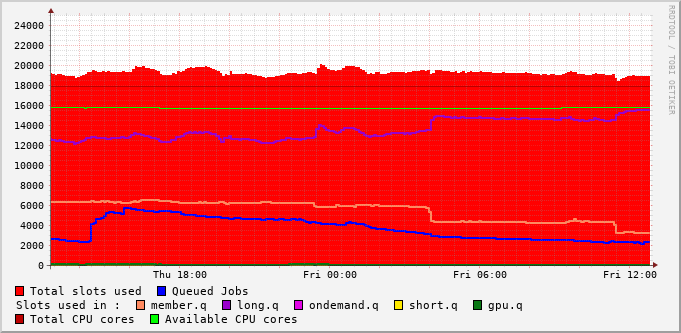 RRDTOOL / TOBI OETIKER
24000
22000
20000
18000
16000
14000
12000
10000
8000
6000
4000
2000
0
Thu 18:00 Fri 00:00 Fri 06:00 Fri 12:00
Total slots used Queued Jobs
Slots used in : member.q long.q ondemand.q short.q gpu.q
Total CPU cores Available CPU cores